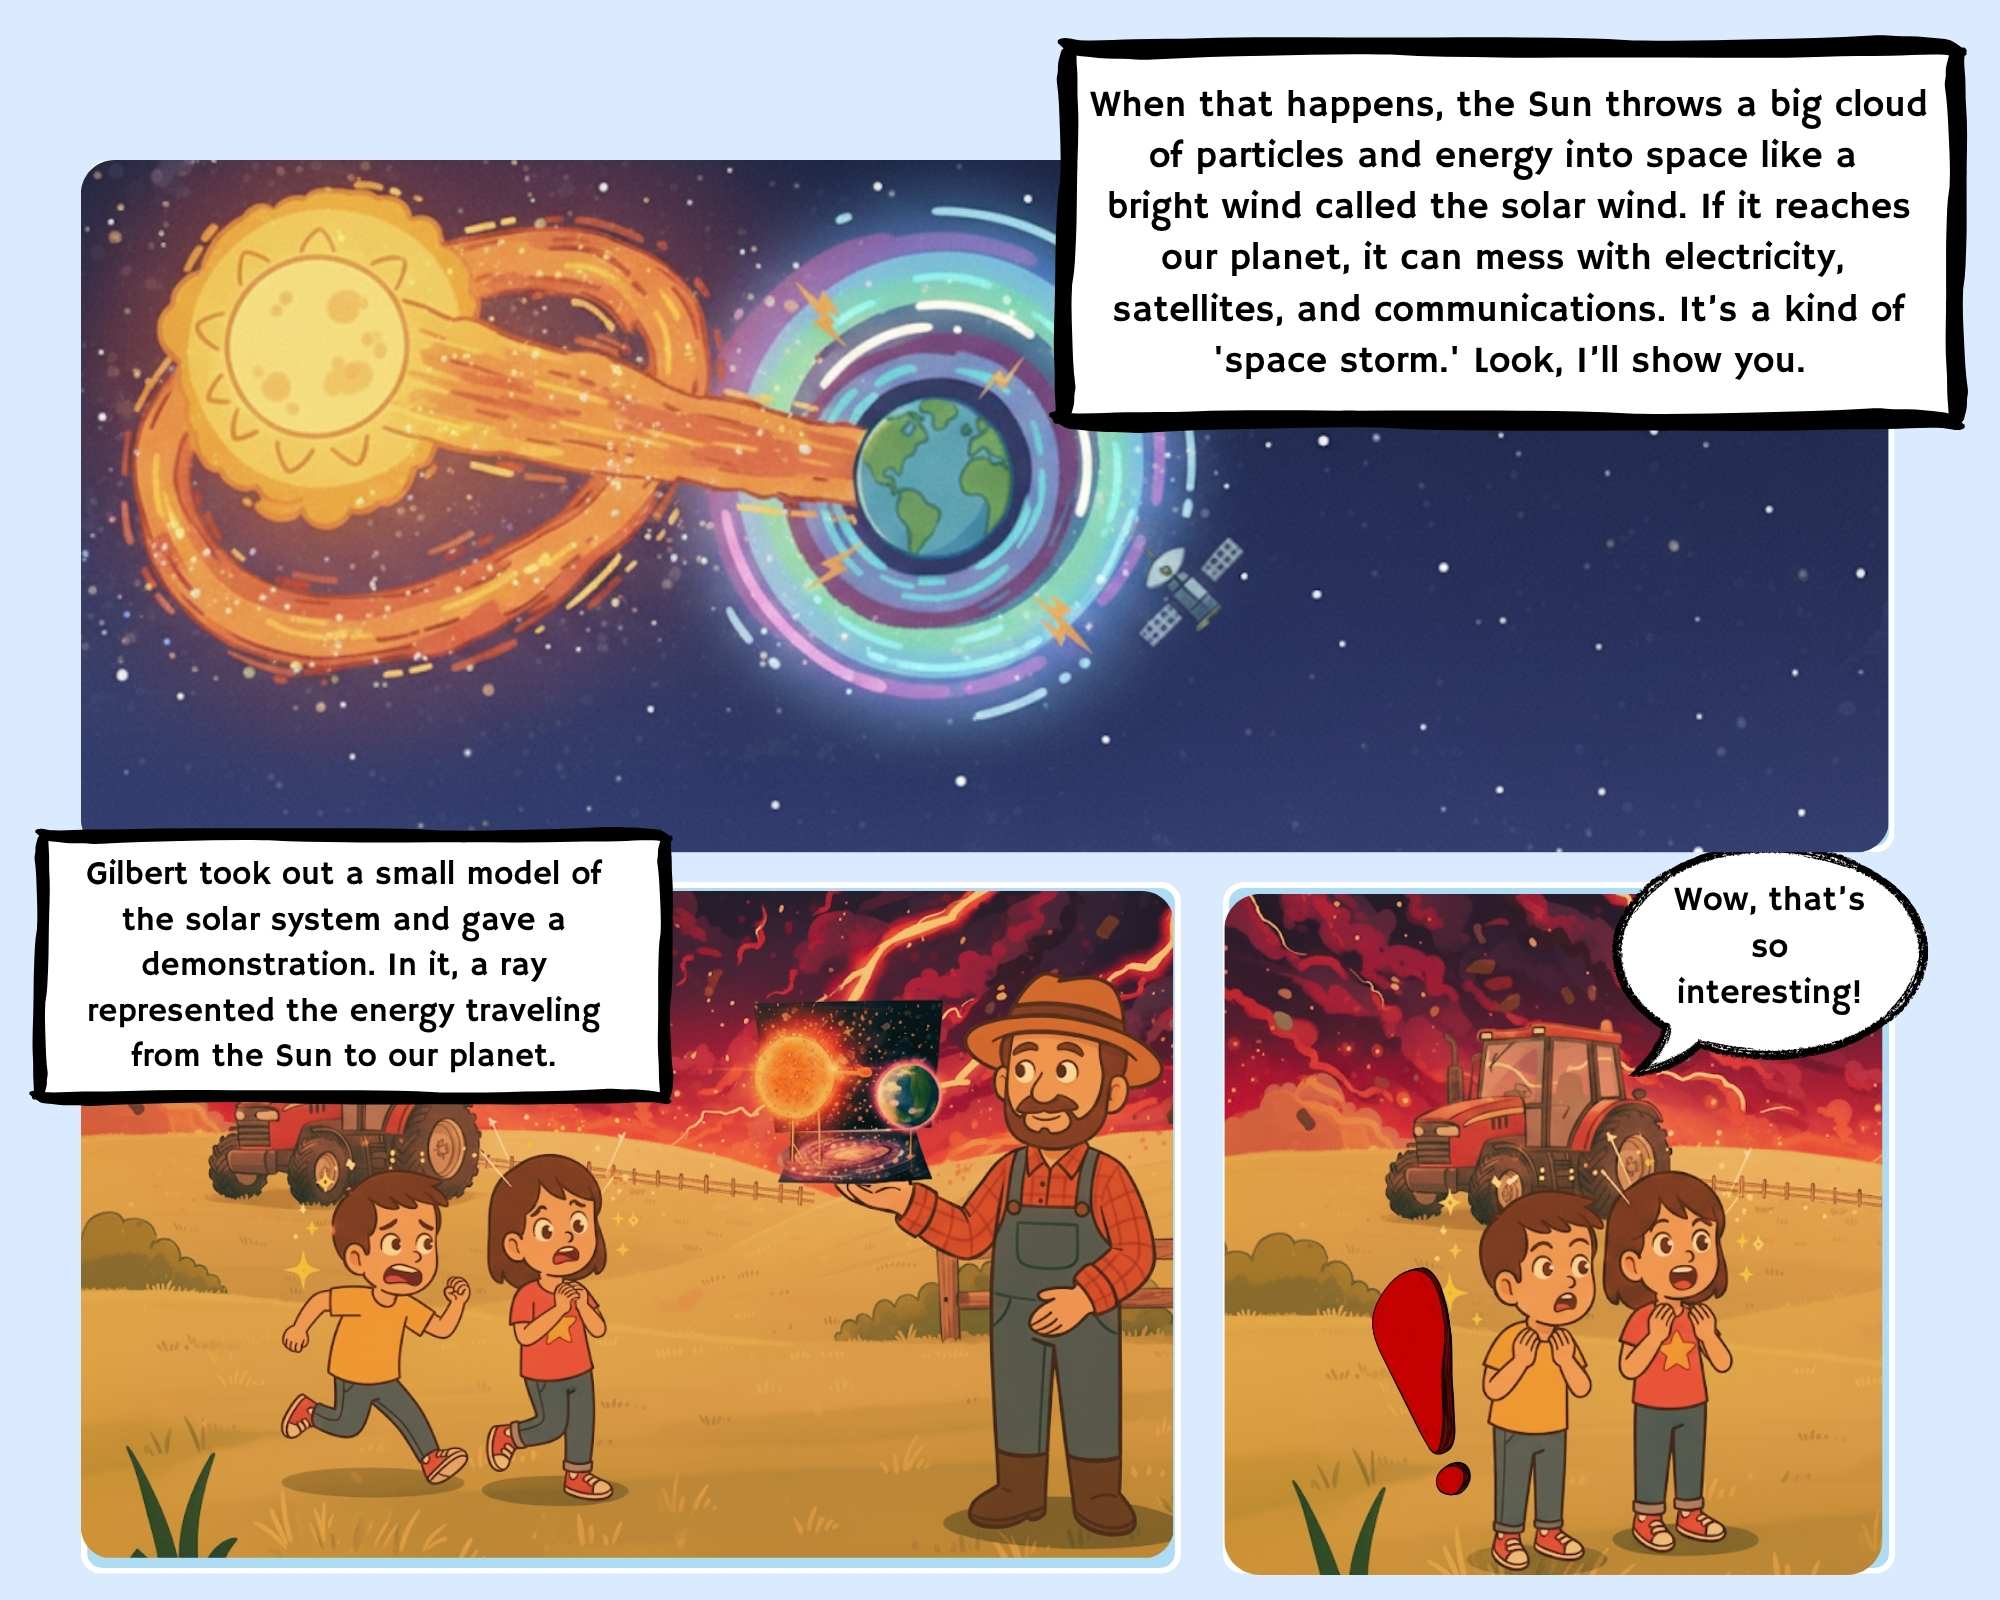 When that happens, the Sun throws a big cloud
of particles and energy into space like a
bright wind called the solar wind. If it reaches
our planet, it can mess with electricity,
satellites, and communications. It’s a kind of
'space storm.' Look, I’ll show you.
Gilbert took out a small model of
the solar system and gave a
demonstration. In it, a ray
represented the energy traveling
from the Sun to our planet.
Wow, that’s
so
interesting!